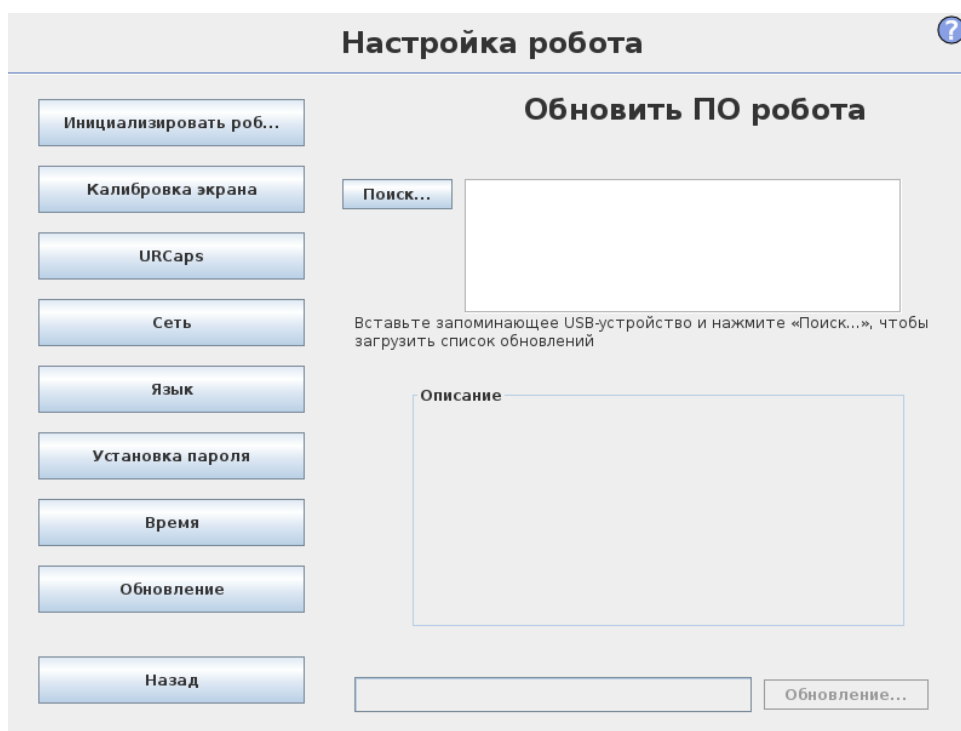 Настройка робота
?
Инициализировать роб...
Калибровка экрана
URCaps
Сеть
Язык
Установка пароля
Время
Обновление
Назад
Обновить ПО робота
Поиск...
Вставьте запоминающее USB-устройство и нажмите «Поиск...», чтобы
загрузить список обновлений
Описание
Обновление...